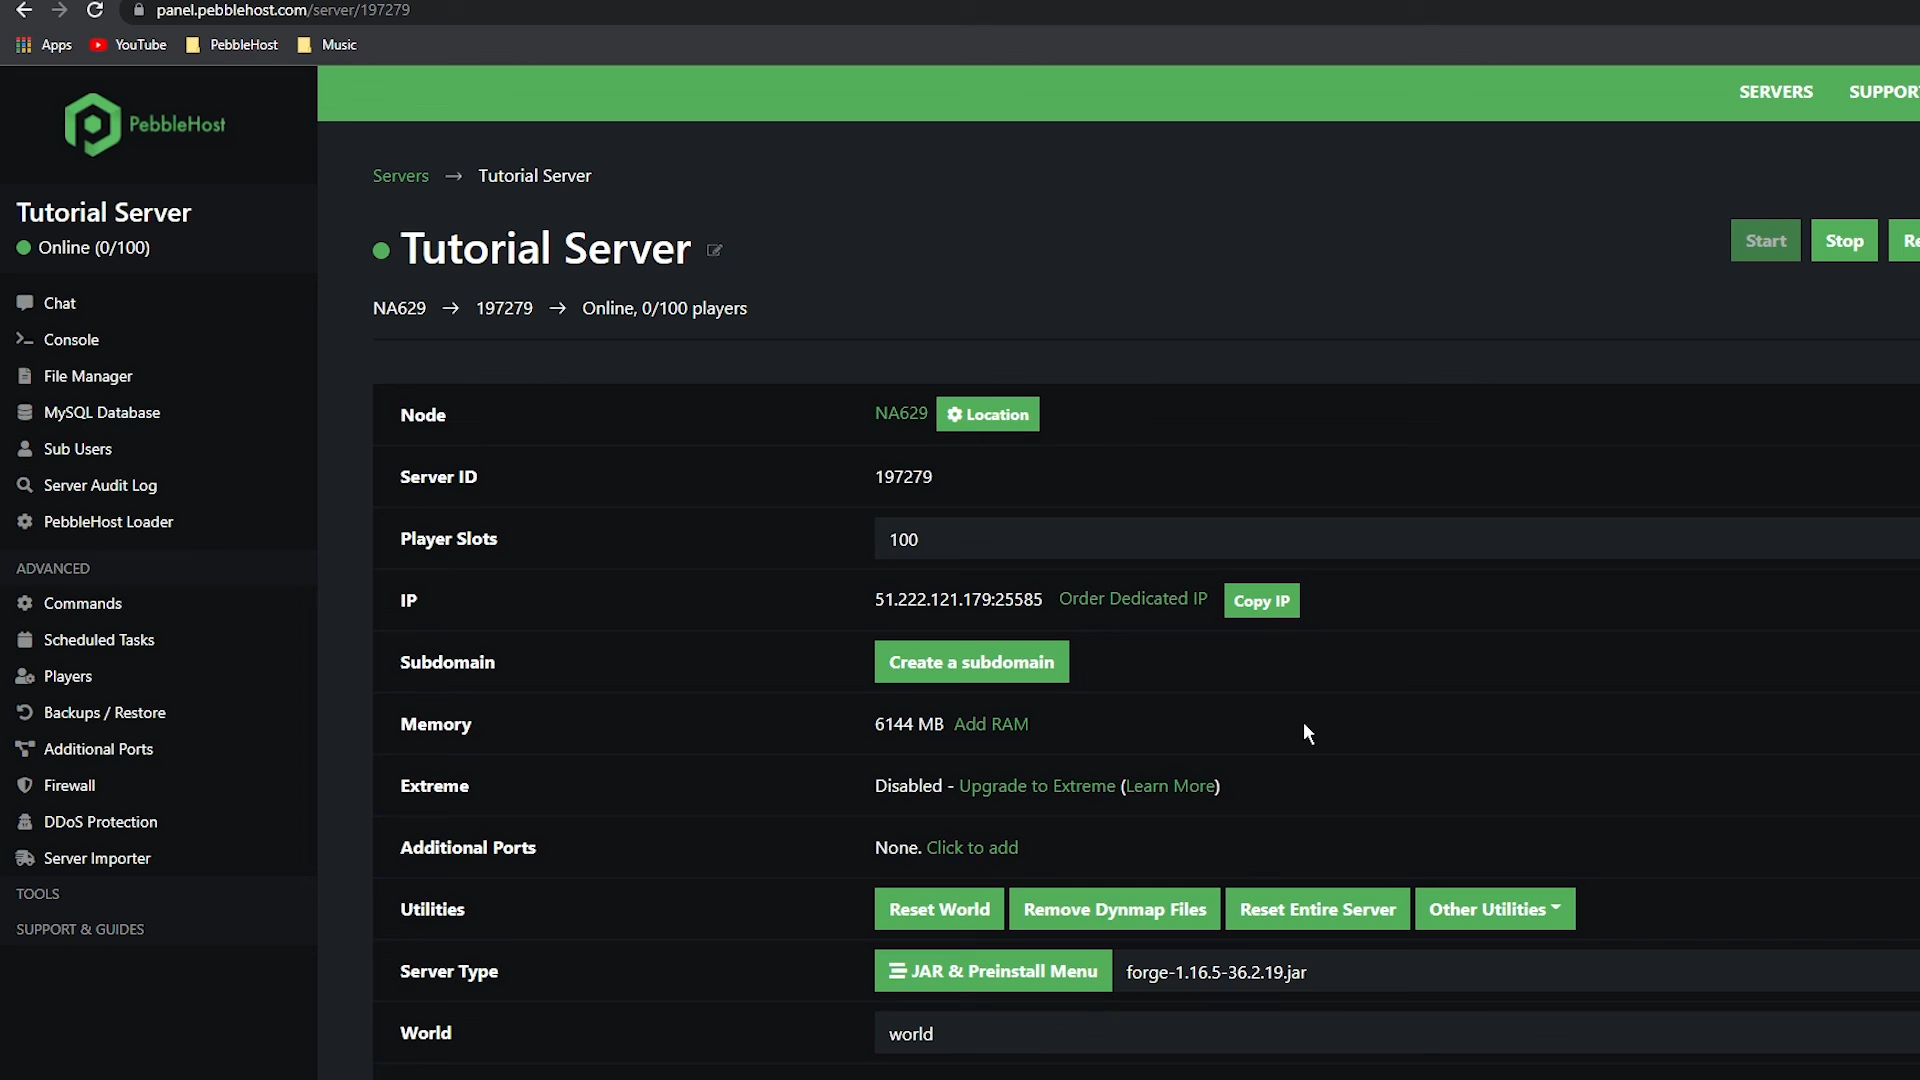 panel.pebblehost.com/server/197279
Apps YouTube PebbleHost Music
PebbleHost
SERVERS SUPPOR
Servers → Tutorial Server
Tutorial Server
Online (0/100)
Tutorial Server
Start Stop Re
NA629 → 197279 → Online, 0/100 players
Chat
Console
File Manager
MySQL Database
Sub Users
Server Audit Log
PebbleHost Loader
ADVANCED
Commands
Scheduled Tasks
Players
Backups / Restore
Additional Ports
Firewall
DDoS Protection
Server Importer
TOOLS
SUPPORT & GUIDES
Node NA629 Location
Server ID 197279
Player Slots 100
IP 51.222.121.179:25585 Order Dedicated IP Copy IP
Subdomain Create a subdomain
Memory 6144 MB Add RAM
Extreme Disabled - Upgrade to Extreme (Learn More)
Additional Ports None. Click to add
Utilities Reset World Remove Dynmap Files Reset Entire Server Other Utilities
Server Type JAR & Preinstall Menu forge-1.16.5-36.2.19.jar
World world